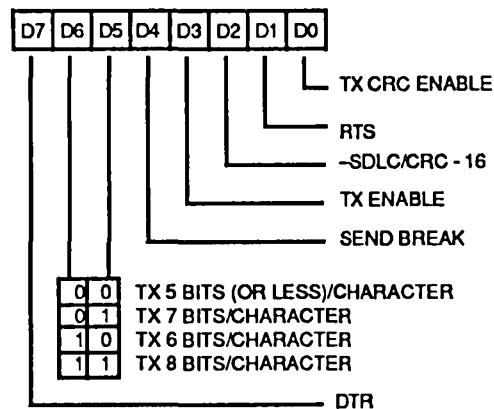 D7 D6 D5 D4 D3 D2 D1 D0
TX CRC ENABLE
RTS
–SDLC/CRC - 16
TX ENABLE
SEND BREAK
0 0 TX 5 BITS (OR LESS)/CHARACTER
0 1 TX 7 BITS/CHARACTER
1 0 TX 6 BITS/CHARACTER
1 1 TX 8 BITS/CHARACTER
DTR